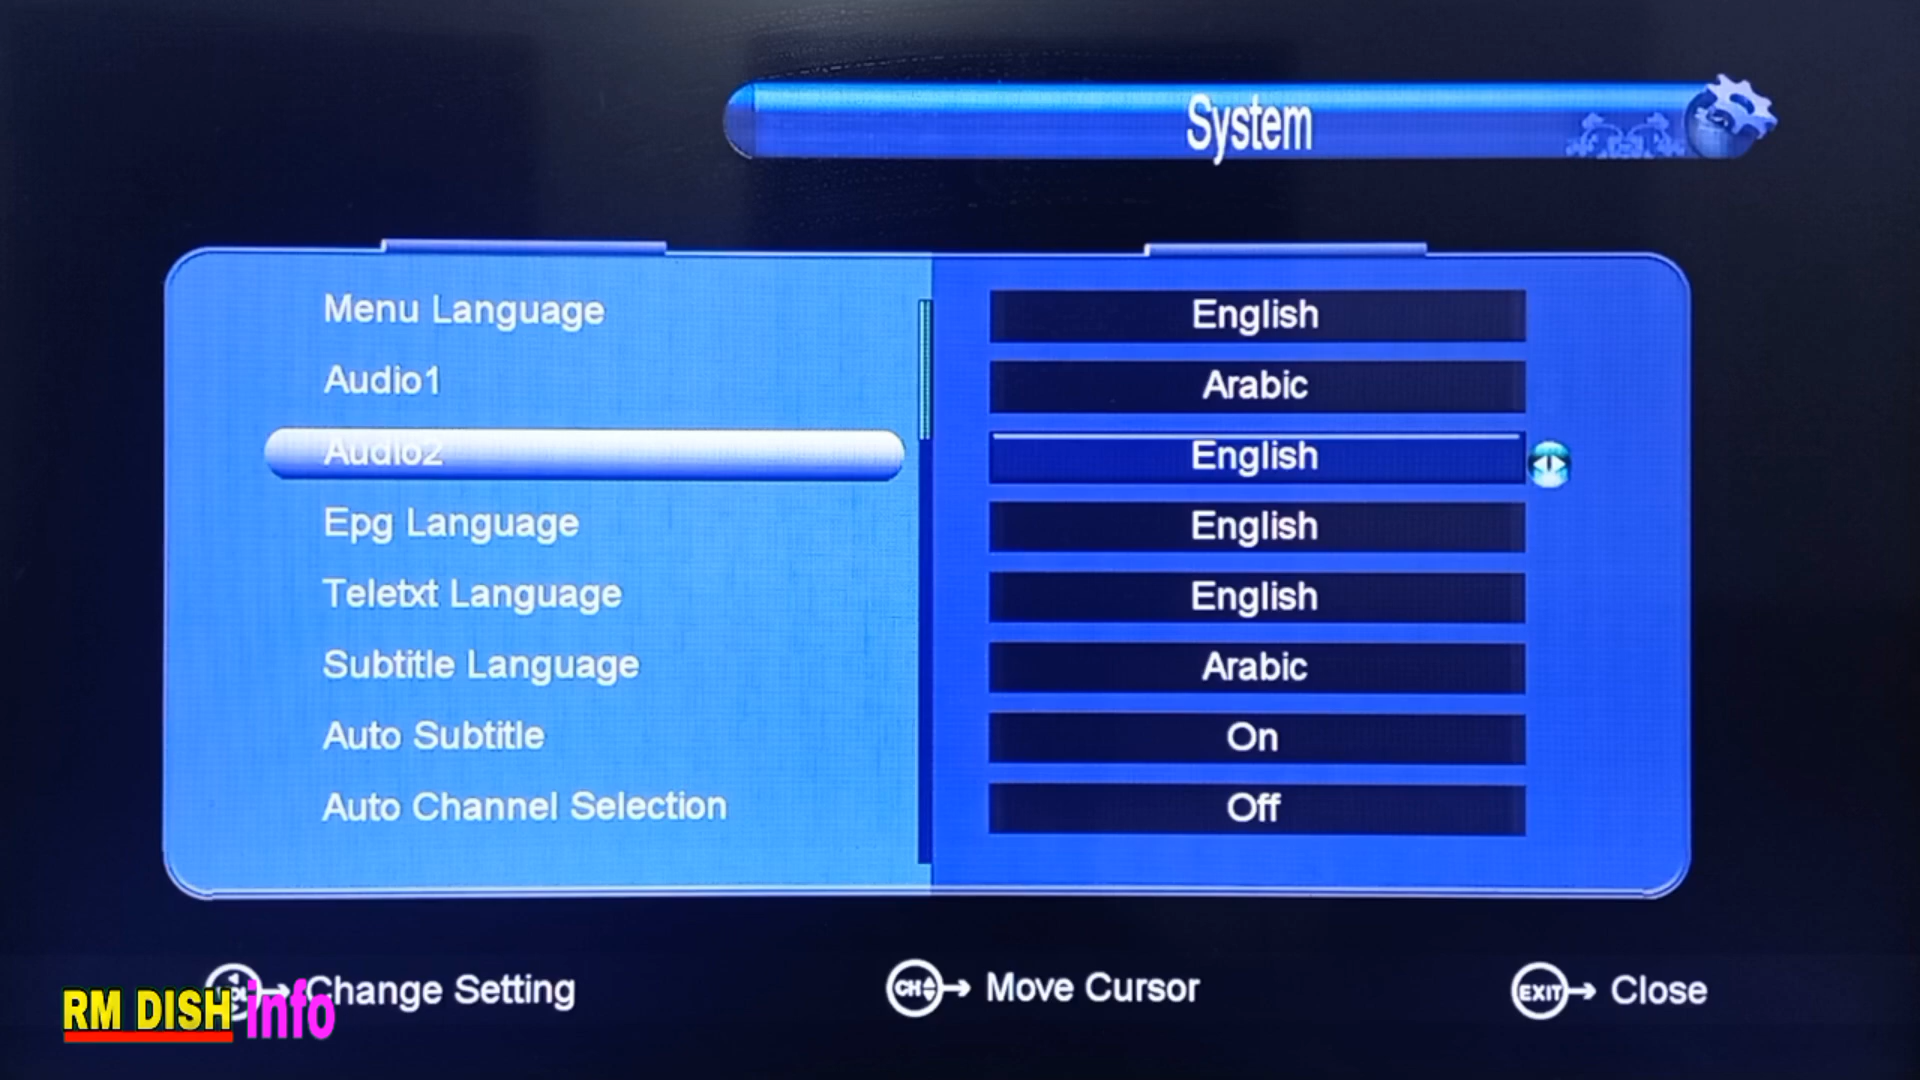 System
Menu Language English
Audio1 Arabic
Audio2 English
Epg Language English
Teletxt Language English
Subtitle Language Arabic
Auto Subtitle On
Auto Channel Selection Off
Change Setting CH Move Cursor EXIT Close
RM DISH info